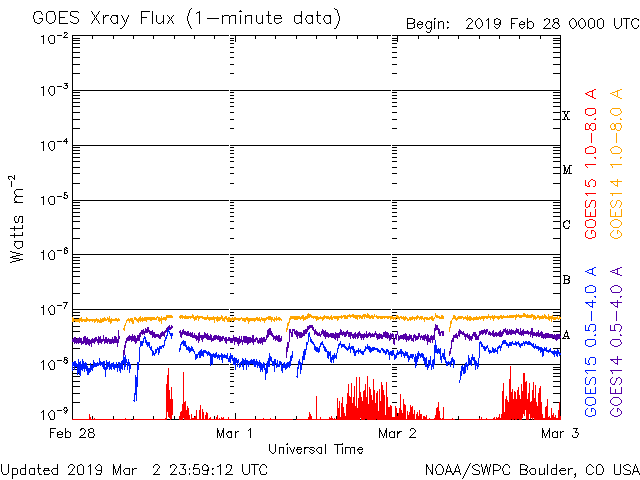 GOES Xray Flux (1-minute data)
Begin: 2019 Feb 28 0000 UTC
10⁻²
10⁻³
10⁻⁴
10⁻⁵
10⁻⁶
10⁻⁷
10⁻⁸
10⁻⁹
Watts m⁻²
X
M
C
B
A
GOES15 1.0-8.0 A
GOES14 1.0-8.0 A
GOES15 0.5-4.0 A
GOES14 0.5-4.0 A
Feb 28 Mar 1 Mar 2 Mar 3
Universal Time
Updated 2019 Mar 2 23:59:12 UTC
NOAA/SWPC Boulder, CO USA